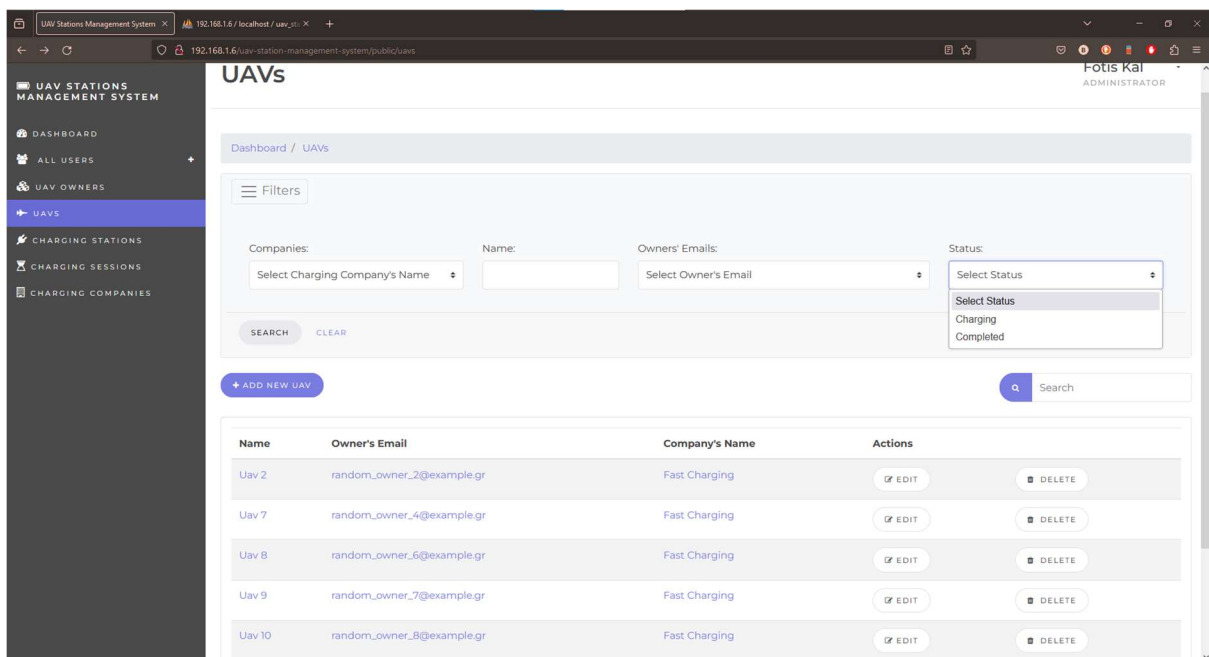 UAV Stations Management System
192.168.1.6 / localhost / uav_sta
192.168.1.6/uav-station-management-system/public/uavs
UAV STATIONS
MANAGEMENT SYSTEM
DASHBOARD
ALL USERS
UAV OWNERS
UAVS
CHARGING STATIONS
CHARGING SESSIONS
CHARGING COMPANIES
UAVs
Fotis Kal
ADMINISTRATOR
Dashboard / UAVs
Filters
Companies: Name: Owners' Emails: Status:
Select Charging Company's Name Select Owner's Email Select Status
Select Status
Charging
Completed
SEARCH CLEAR
+ ADD NEW UAV
Search
Name Owner's Email Company's Name Actions
Uav 2 random_owner_2@example.gr Fast Charging EDIT DELETE
Uav 7 random_owner_4@example.gr Fast Charging EDIT DELETE
Uav 8 random_owner_6@example.gr Fast Charging EDIT DELETE
Uav 9 random_owner_7@example.gr Fast Charging EDIT DELETE
Uav 10 random_owner_8@example.gr Fast Charging EDIT DELETE